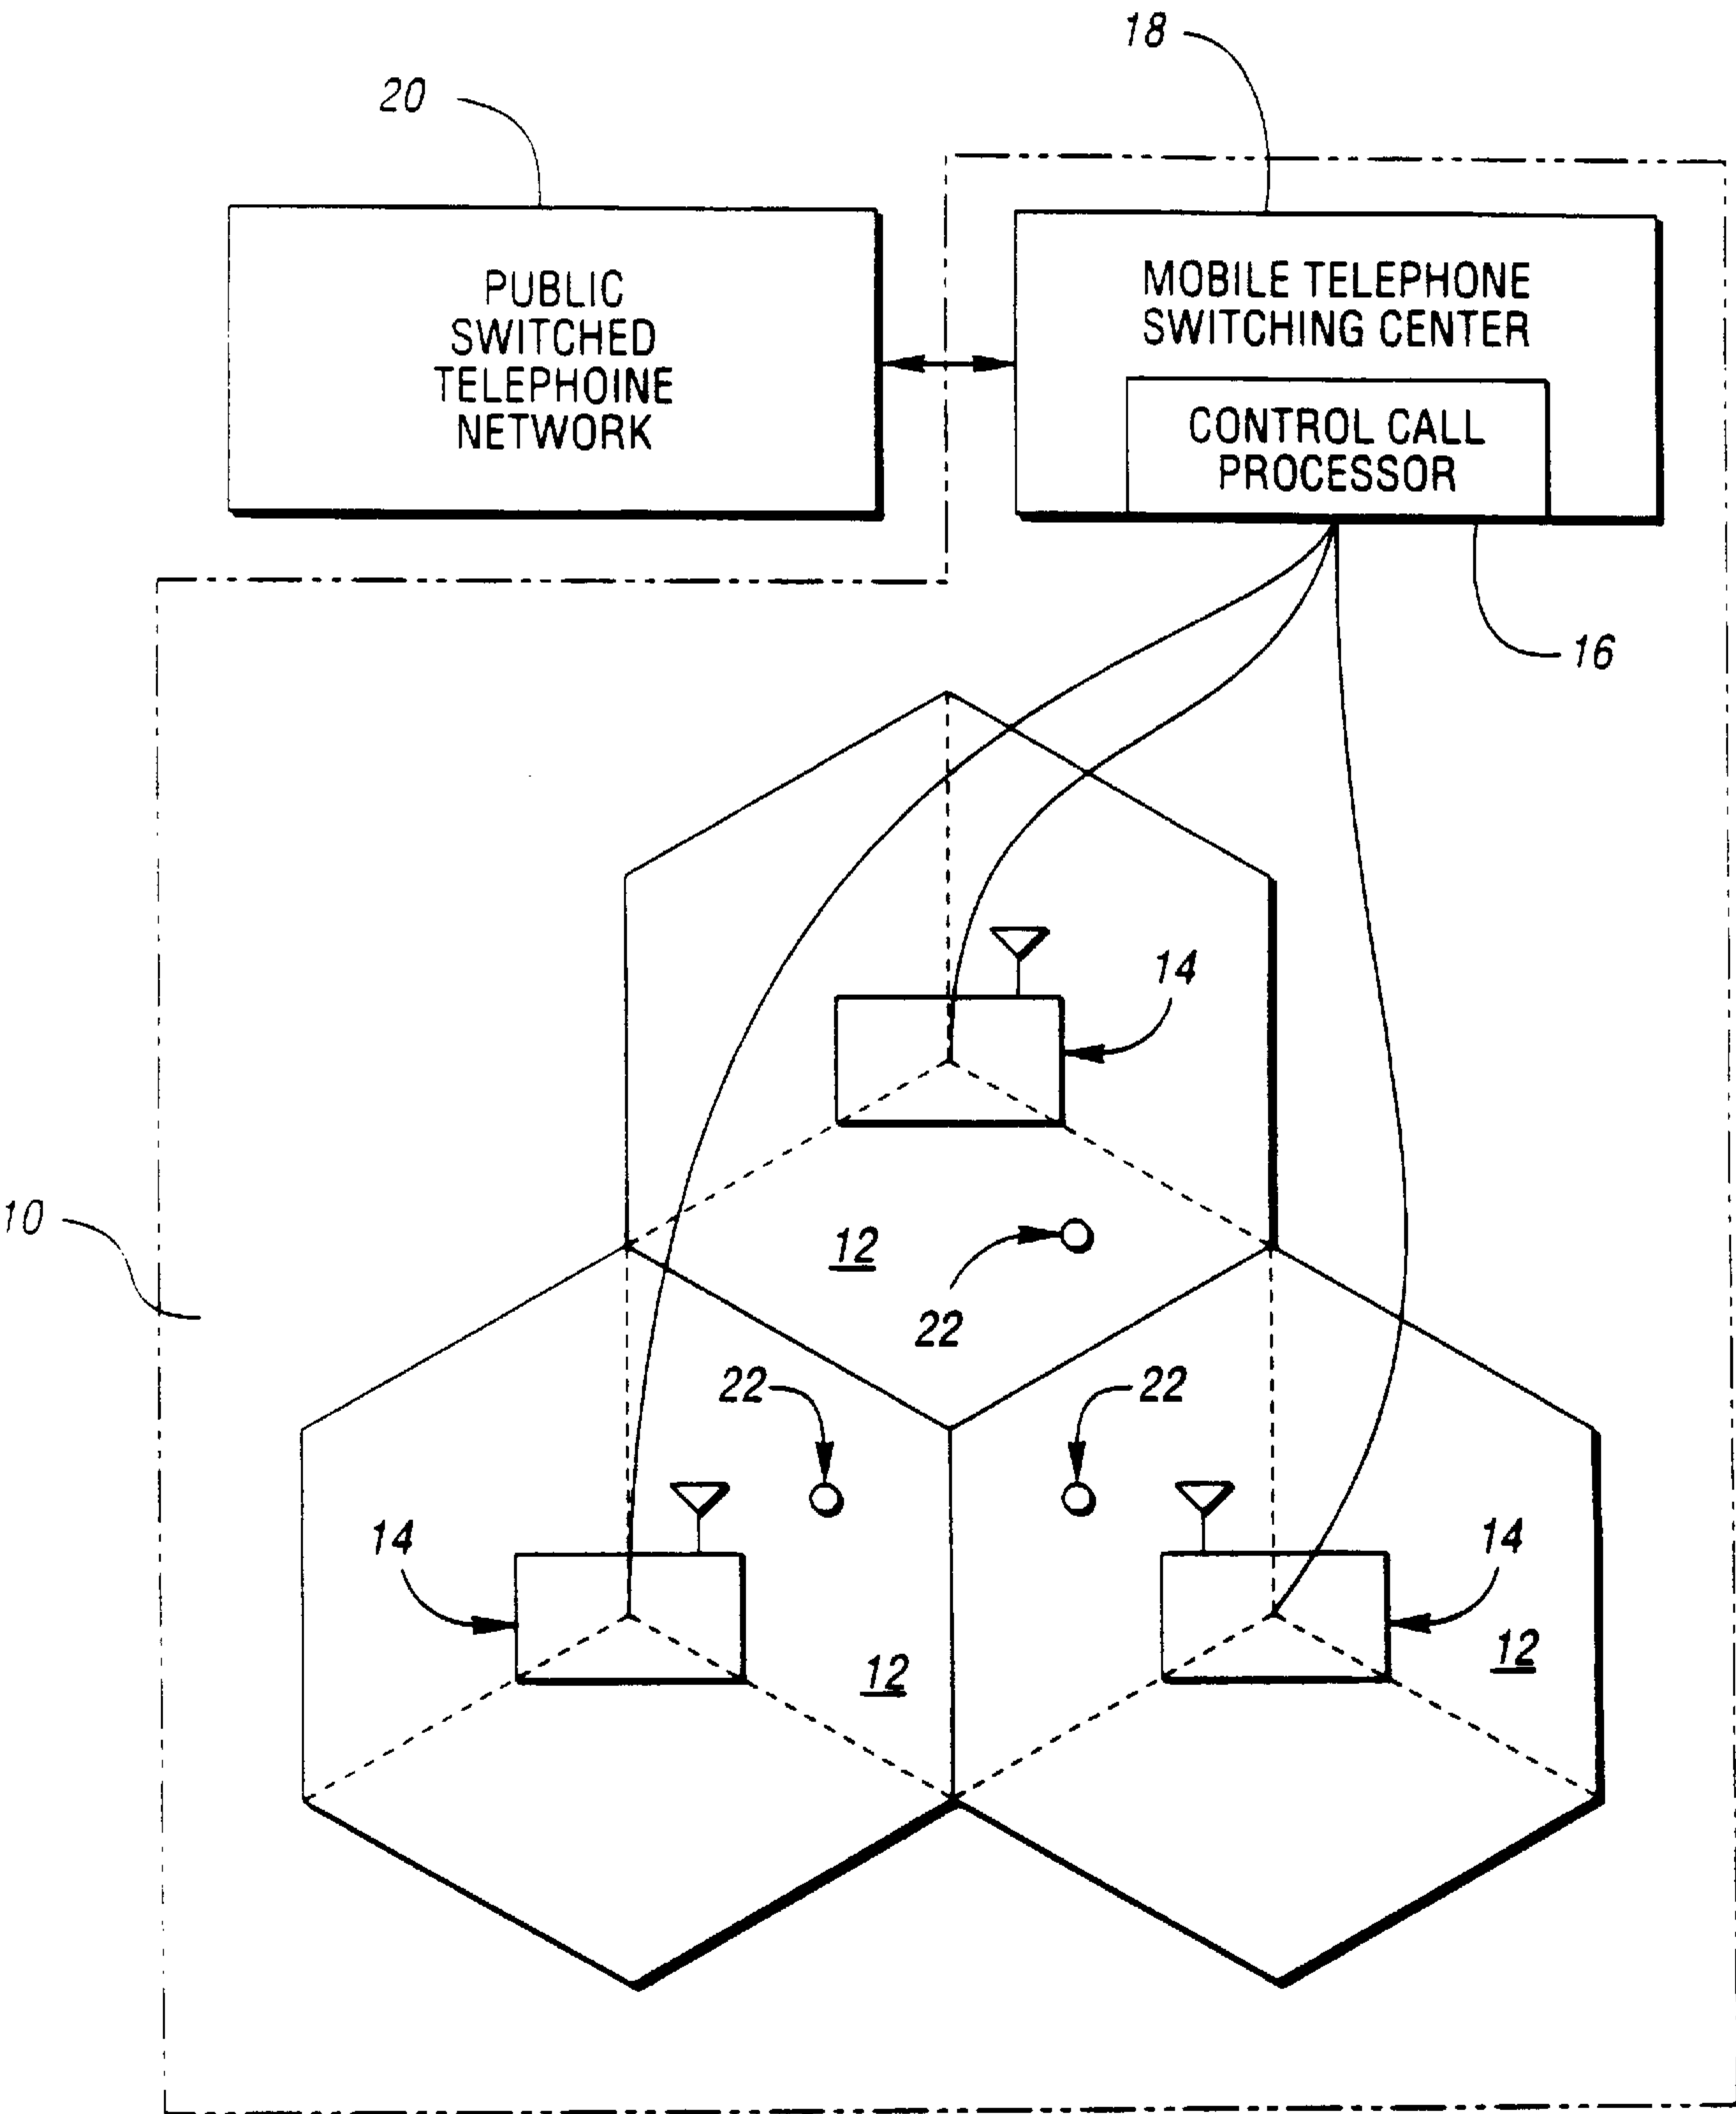 18
20
PUBLIC
SWITCHED
TELEPHOINE
NETWORK
MOBILE TELEPHONE
SWITCHING CENTER
CONTROL CALL
PROCESSOR
16
14
10
12
22
22
22
14
14
12
12